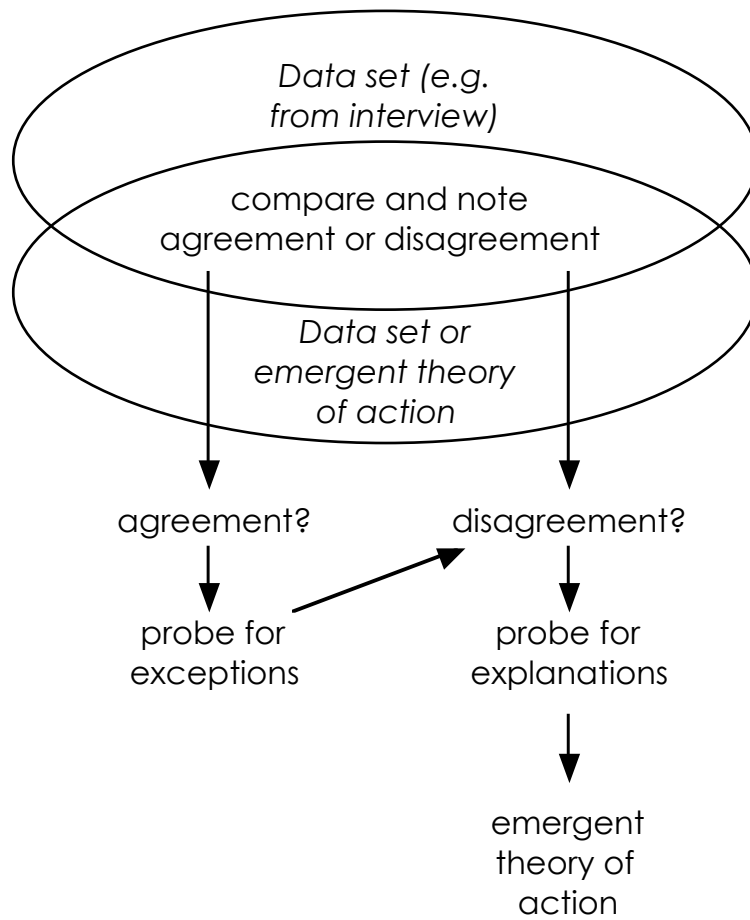 Data set (e.g.
from interview)
compare and note
agreement or disagreement
Data set or
emergent theory
of action
agreement?
disagreement?
probe for
exceptions
probe for
explanations
emergent
theory of
action